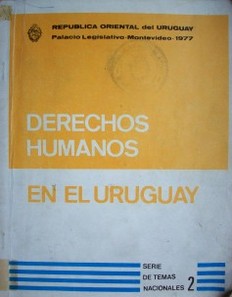 REPUBLICA ORIENTAL del URUGUAY
Palacio Legislativo-Montevideo-1977
DERECHOS
HUMANOS
EN EL URUGUAY
SERIE
DE TEMAS
NACIONALES 2